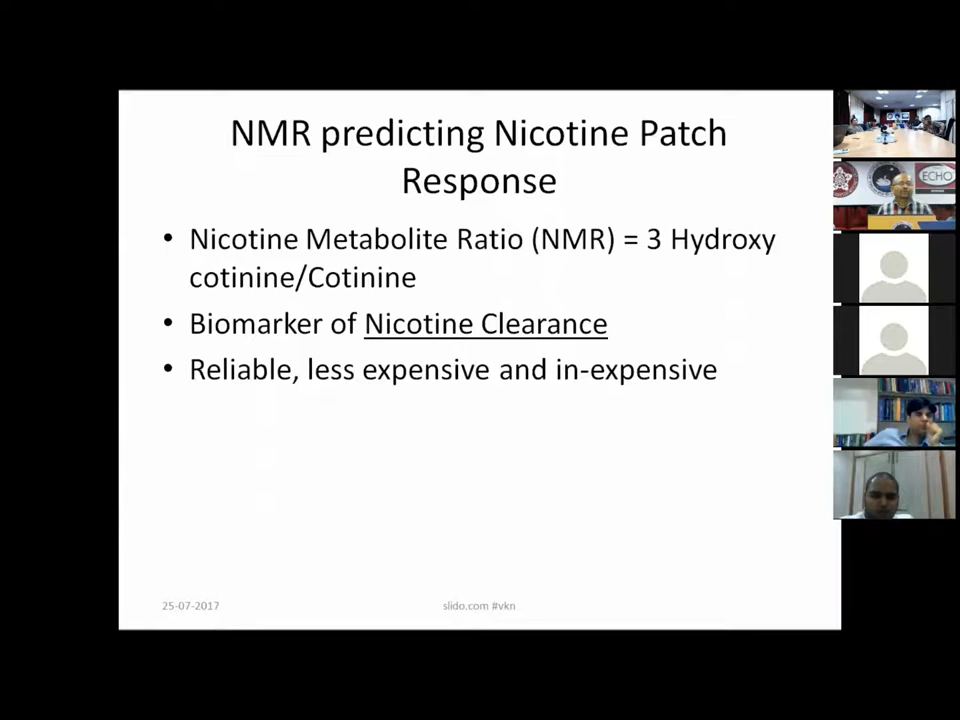 NMR predicting Nicotine Patch
Response
• Nicotine Metabolite Ratio (NMR) = 3 Hydroxy
cotinine/Cotinine
• Biomarker of Nicotine Clearance
• Reliable, less expensive and in-expensive
25-07-2017
slido.com #vkn
ECHO